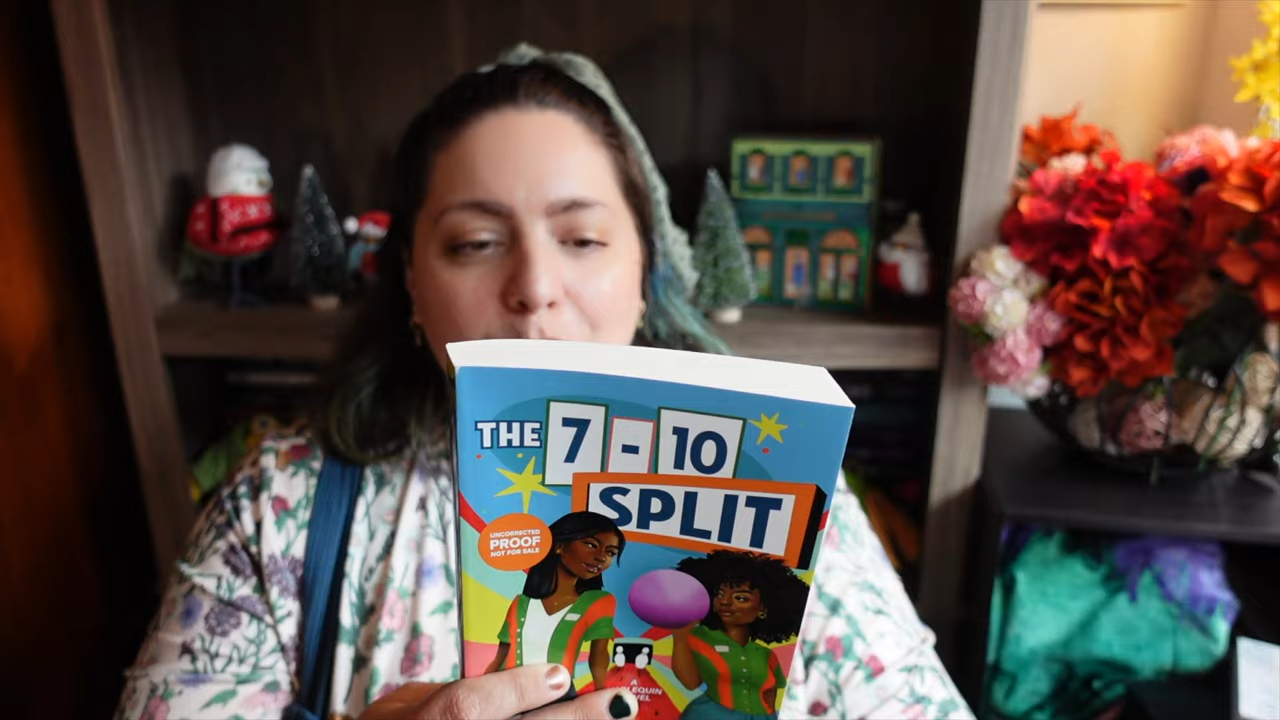 THE 7 - 10
SPLIT
UNCORRECTED
PROOF
NOT FOR SALE
A